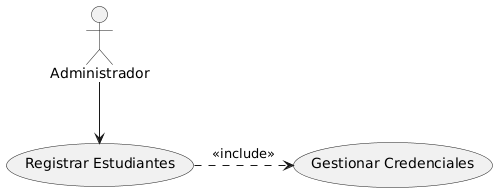 Administrador
«include»
Registrar Estudiantes
Gestionar Credenciales